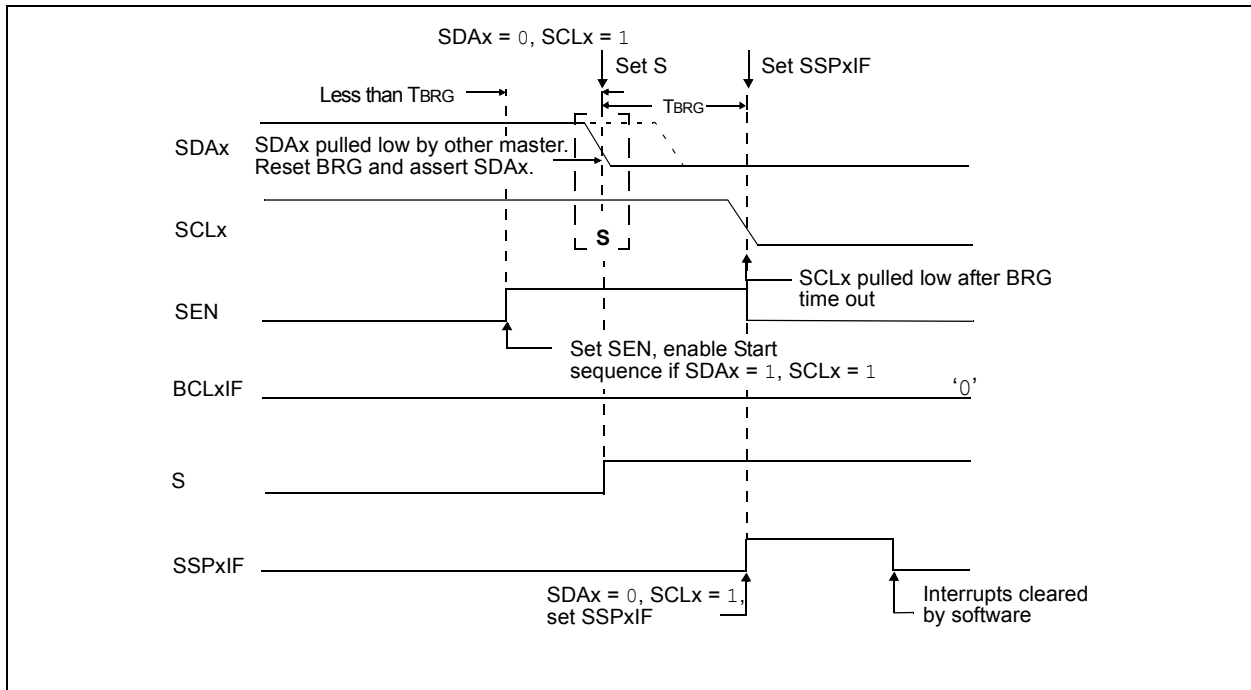 SDAx = 0, SCLx = 1
Set S
Set SSPxIF
Less than TBRG
TBRG
SDAx
SDAx pulled low by other master.
Reset BRG and assert SDAx.
SCLx
S
SCLx pulled low after BRG
time out
SEN
Set SEN, enable Start
sequence if SDAx = 1, SCLx = 1
BCLxIF
‘0’
S
SSPxIF
SDAx = 0, SCLx = 1,
set SSPxIF
Interrupts cleared
by software